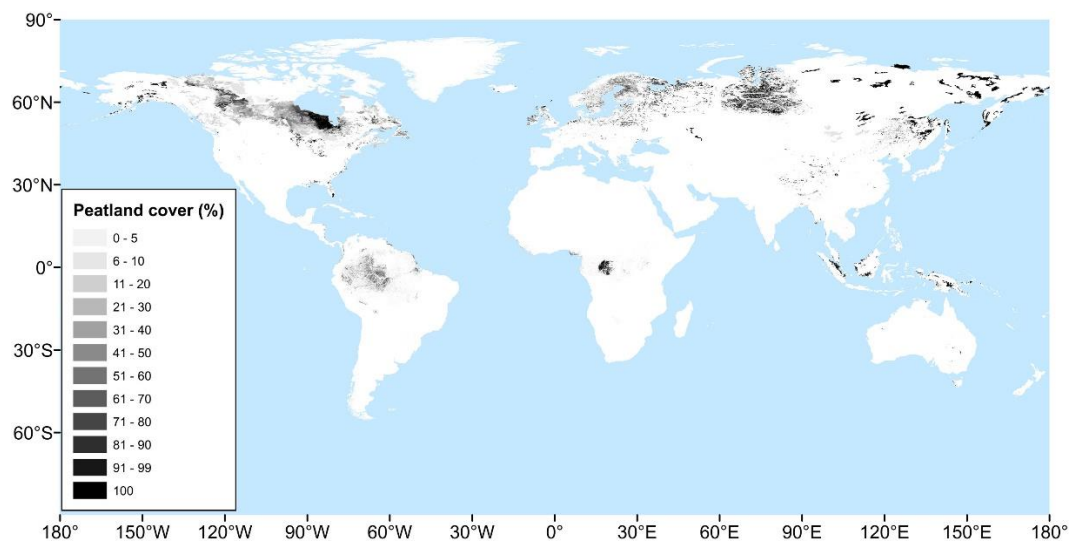 90°
60°N
30°N
0°
30°S
60°S
Peatland cover (%)
0 - 5
6 - 10
11 - 20
21 - 30
31 - 40
41 - 50
51 - 60
61 - 70
71 - 80
81 - 90
91 - 99
100
180° 150°W 120°W 90°W 60°W 30°W 0° 30°E 60°E 90°E 120°E 150°E 180°